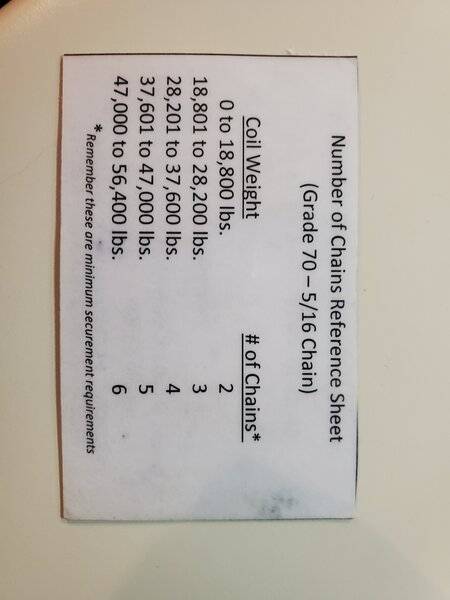 Number of Chains Reference Sheet
(Grade 70 – 5/16 Chain)
Coil Weight # of Chains*
0 to 18,800 lbs. 2
18,801 to 28,200 lbs. 3
28,201 to 37,600 lbs. 4
37,601 to 47,000 lbs. 5
47,000 to 56,400 lbs. 6
*Remember these are minimum securement requirements